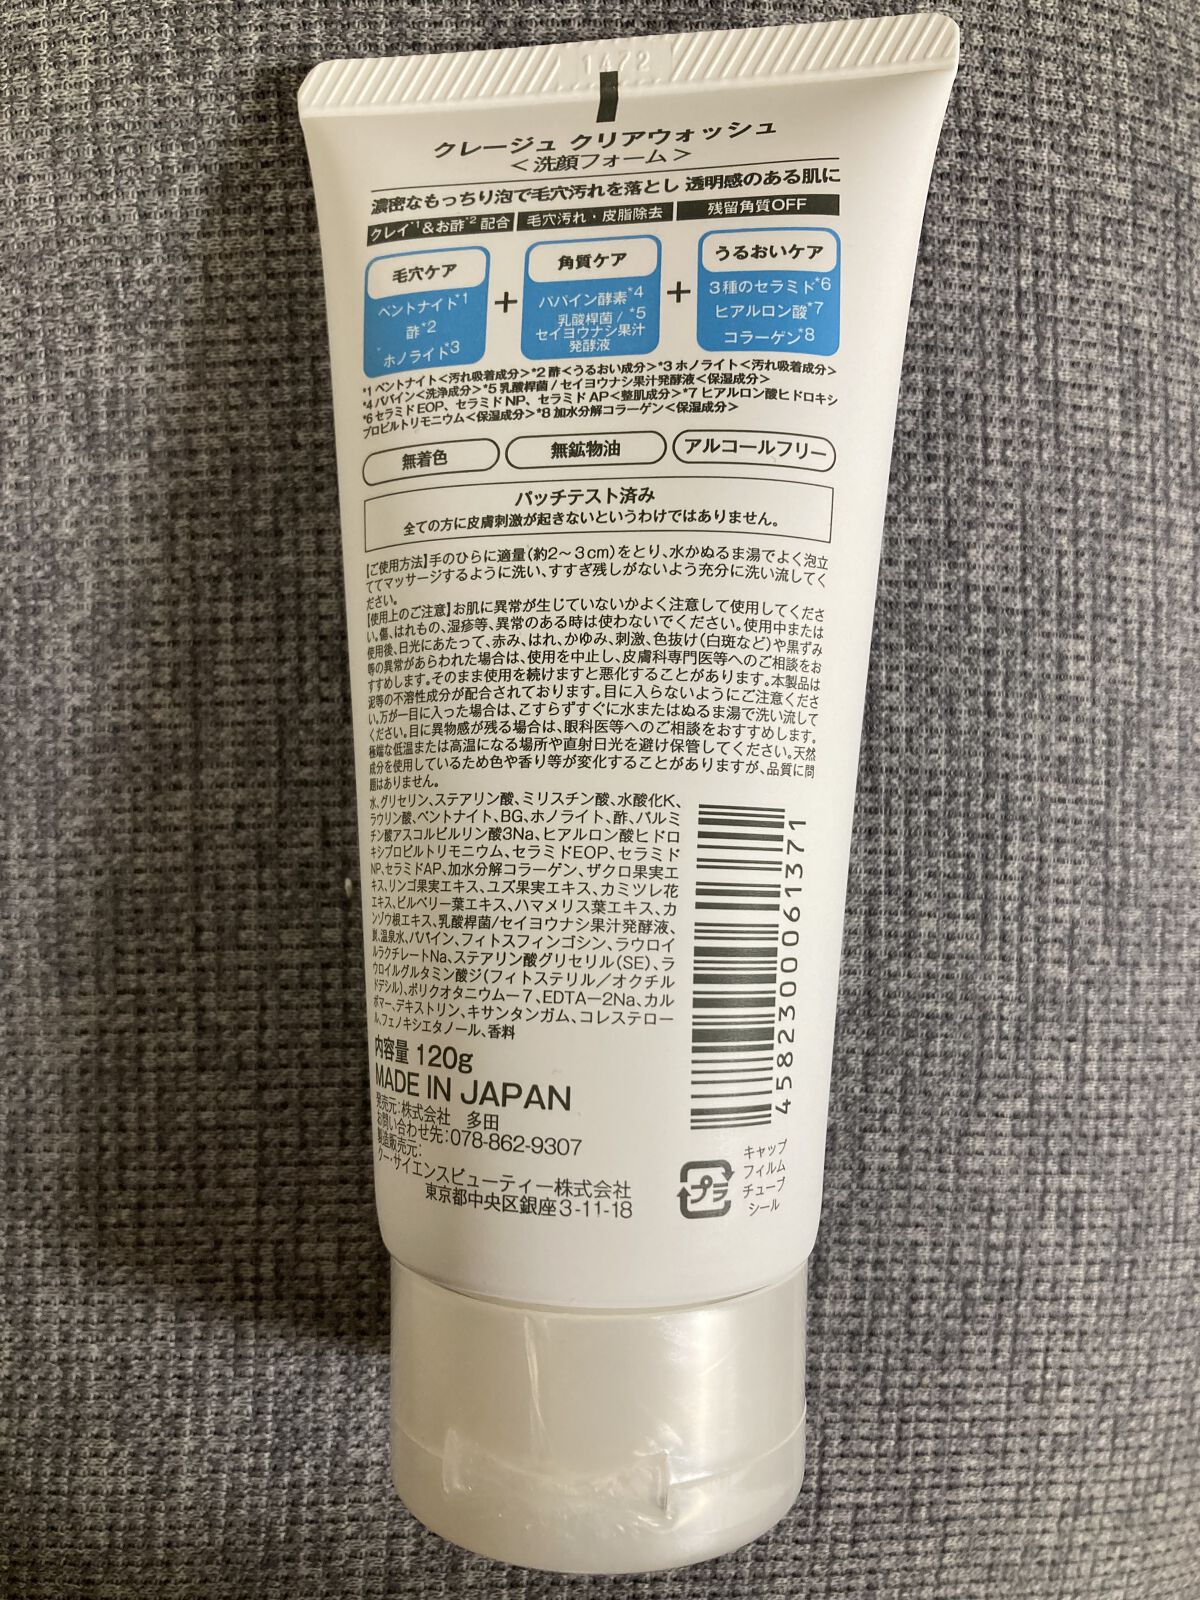 1472
クレージュ クリアウォッシュ
＜洗顔フォーム＞
濃密なもっちり泡で毛穴汚れを落とし 透明感のある肌に
クレイ*1&お酢*2 配合 毛穴汚れ・皮脂除去 残留角質OFF
毛穴ケア
ベントナイト*1
酢*2
ホノライト*3
+
角質ケア
パパイン酵素*4
乳酸桿菌/*5
セイヨウナシ果汁
発酵液
+
うるおいケア
3種のセラミド*6
ヒアルロン酸*7
コラーゲン*8
*1 ベントナイト＜汚れ吸着成分＞*2 酢＜うるおい成分＞*3 ホノライト＜汚れ吸着成分＞
*4 パパイン＜洗浄成分＞*5 乳酸桿菌/セイヨウナシ果汁発酵液＜保湿成分＞
*6 セラミドEOP、セラミドNP、セラミドAP＜整肌成分＞*7 ヒアルロン酸ヒドロキシ
プロピルトリモニウム＜保湿成分＞*8 加水分解コラーゲン＜保湿成分＞
無着色 無鉱物油 アルコールフリー
パッチテスト済み
全ての方に皮膚刺激が起きないというわけではありません。
【ご使用方法】手のひらに適量(約2〜3cm)をとり、水かぬるま湯でよく泡立
ててマッサージするように洗い、すすぎ残しがないよう充分に洗い流してく
ださい。
【使用上のご注意】お肌に異常が生じていないかよく注意して使用してくださ
い。傷、はれもの、湿疹等、異常のある時は使わないでください。使用中または
使用後、日光にあたって、赤み、はれ、かゆみ、刺激、色抜け(白斑など)や黒ずみ
等の異常があらわれた場合は、使用を中止し、皮膚科専門医等へのご相談をお
すすめします。そのまま使用を続けますと悪化することがあります。本製品は
泥等の不溶性成分が配合されております。目に入らないようにご注意くださ
い。万が一目に入った場合は、こすらずすぐに水またはぬるま湯で洗い流して
ください。目に異物感が残る場合は、眼科医等へのご相談をおすすめします。
極端な低温または高温になる場所や直射日光を避け保管してください。天然
成分を使用しているため色や香り等が変化することがありますが、品質に問
題はありません。
水、グリセリン、ステアリン酸、ミリスチン酸、水酸化K、
ラウリン酸、ベントナイト、BG、ホノライト、酢、パルミ
チン酸アスコルビルリン酸3Na、ヒアルロン酸ヒドロ
キシプロピルトリモニウム、セラミドEOP、セラミド
NP、セラミドAP、加水分解コラーゲン、ザクロ果実エ
キス、リンゴ果実エキス、ユズ果実エキス、カミツレ花
エキス、ビルベリー葉エキス、ハマメリス葉エキス、カ
ンゾウ根エキス、乳酸桿菌/セイヨウナシ果汁発酵液、
炭、温泉水、パパイン、フィトスフィンゴシン、ラウロイ
ルラクチレートNa、ステアリン酸グリセリル(SE)、ラ
ウロイルグルタミン酸ジ(フィトステリル／オクチル
ドデシル)、ポリクオタニウムー7、EDTAー2Na、カル
ボマー、デキストリン、キサンタンガム、コレステロー
ル、フェノキシエタノール、香料
内容量 120g
MADE IN JAPAN
発売元：株式会社 多田
お問い合わせ先：078-862-9307
製造販売元：
クー・サイエンスビューティー株式会社
東京都中央区銀座3-11-18
4582300061371
プラ
キャップ
フィルム
チューブ
シール